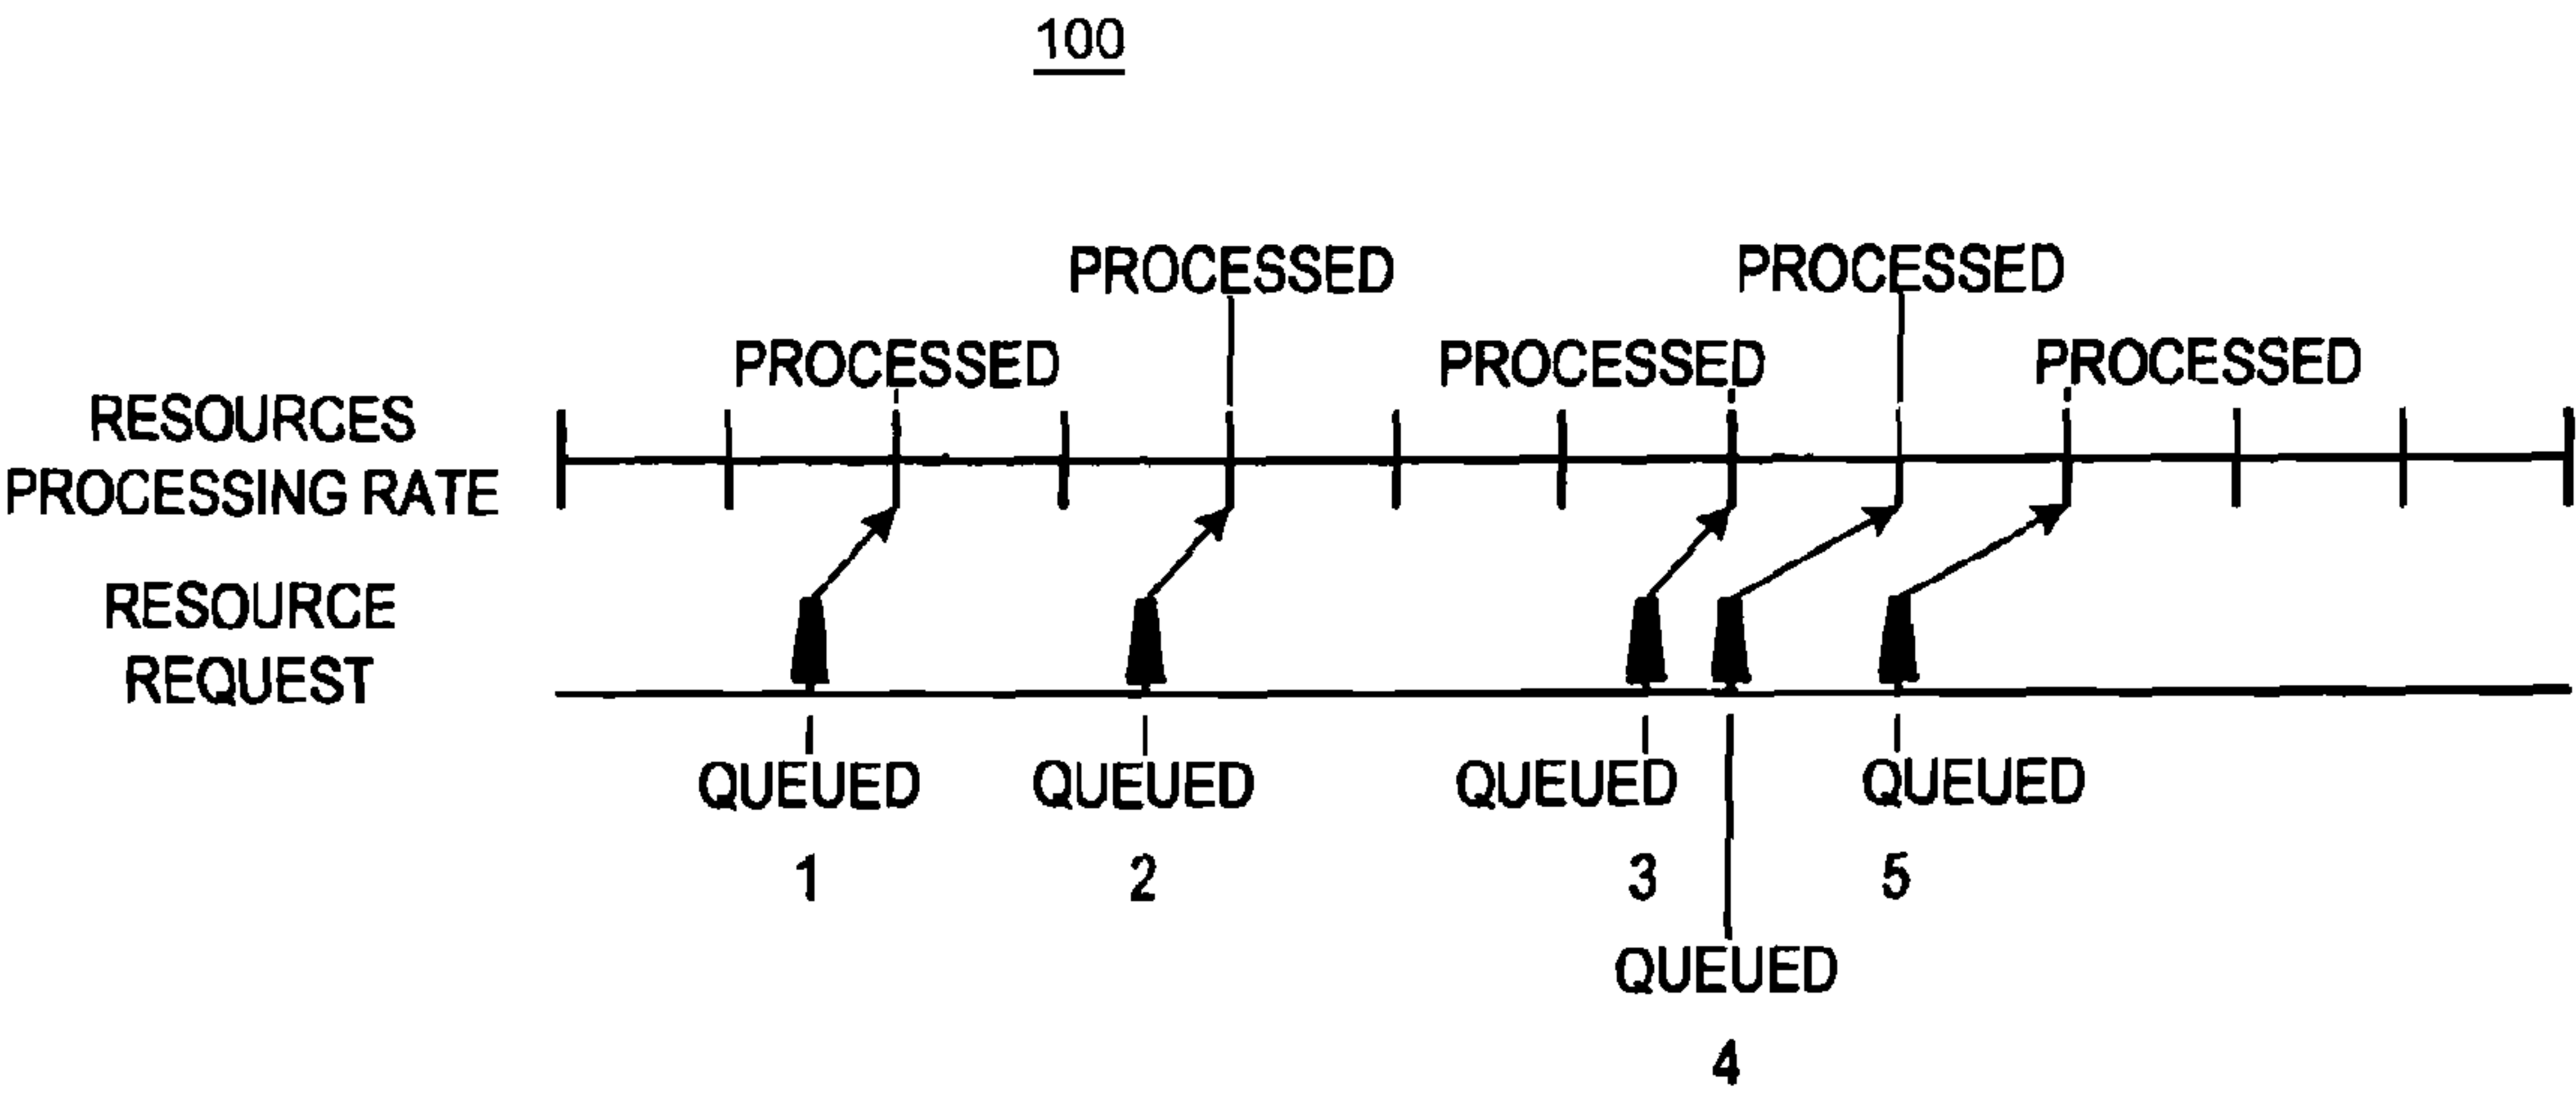 100
PROCESSED PROCESSED
PROCESSED PROCESSED PROCESSED
RESOURCES
PROCESSING RATE
RESOURCE
REQUEST
QUEUED QUEUED QUEUED QUEUED
1 2 3 5
QUEUED
4